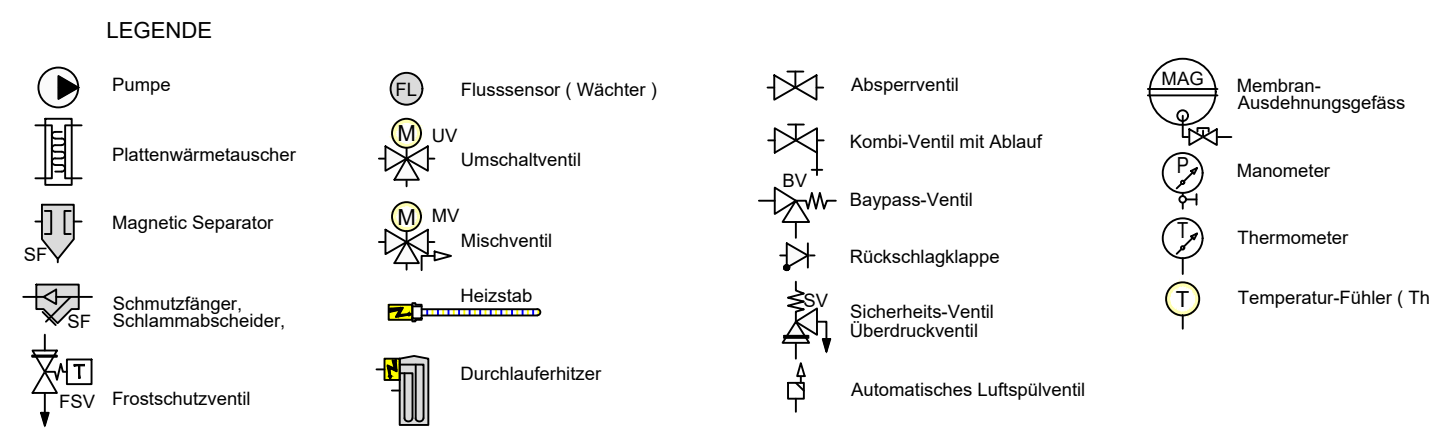 LEGENDE
Pumpe
Plattenwärmetauscher
Magnetic Separator
SF
Schmutzfänger,
Schlammabscheider,
SF
T
FSV
Frostschutzventil
FL
Flusssensor ( Wächter )
M
UV
Umschaltventil
M
MV
Mischventil
Heizstab
Durchlauferhitzer
Absperrventil
Kombi-Ventil mit Ablauf
BV
Baypass-Ventil
Rückschlagklappe
SV
Sicherheits-Ventil
Überdruckventil
Automatisches Luftspülventil
MAG
Membran-
Ausdehnungsgefäss
P
Manometer
T
Thermometer
T
Temperatur-Fühler ( Th